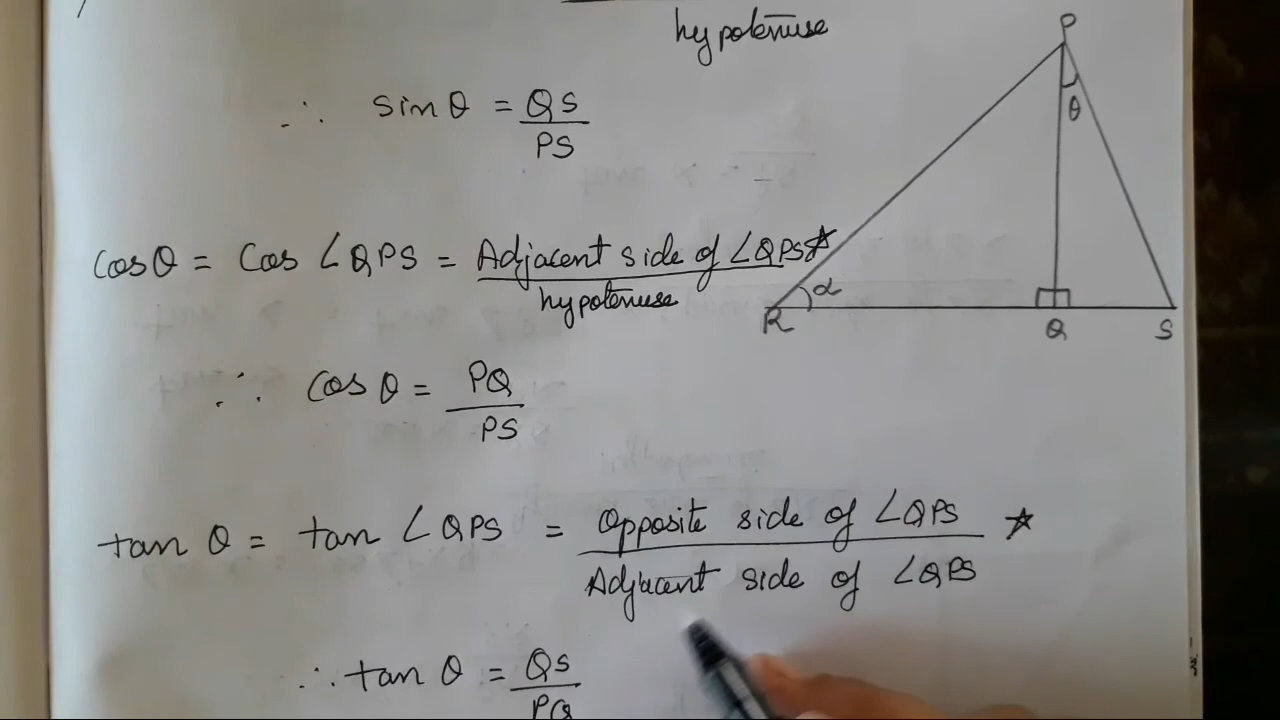 hypotenuse
∴ sin θ = QS / PS
cos θ = cos ∠QPS = Adjacent side of ∠QPS ☆ / hypotenuse
∴ cos θ = PQ / PS
tan θ = tan ∠QPS = Opposite side of ∠QPS / Adjacent side of ∠QPS ☆
∴ tan θ = QS / PQ
P
θ
α
R Q S